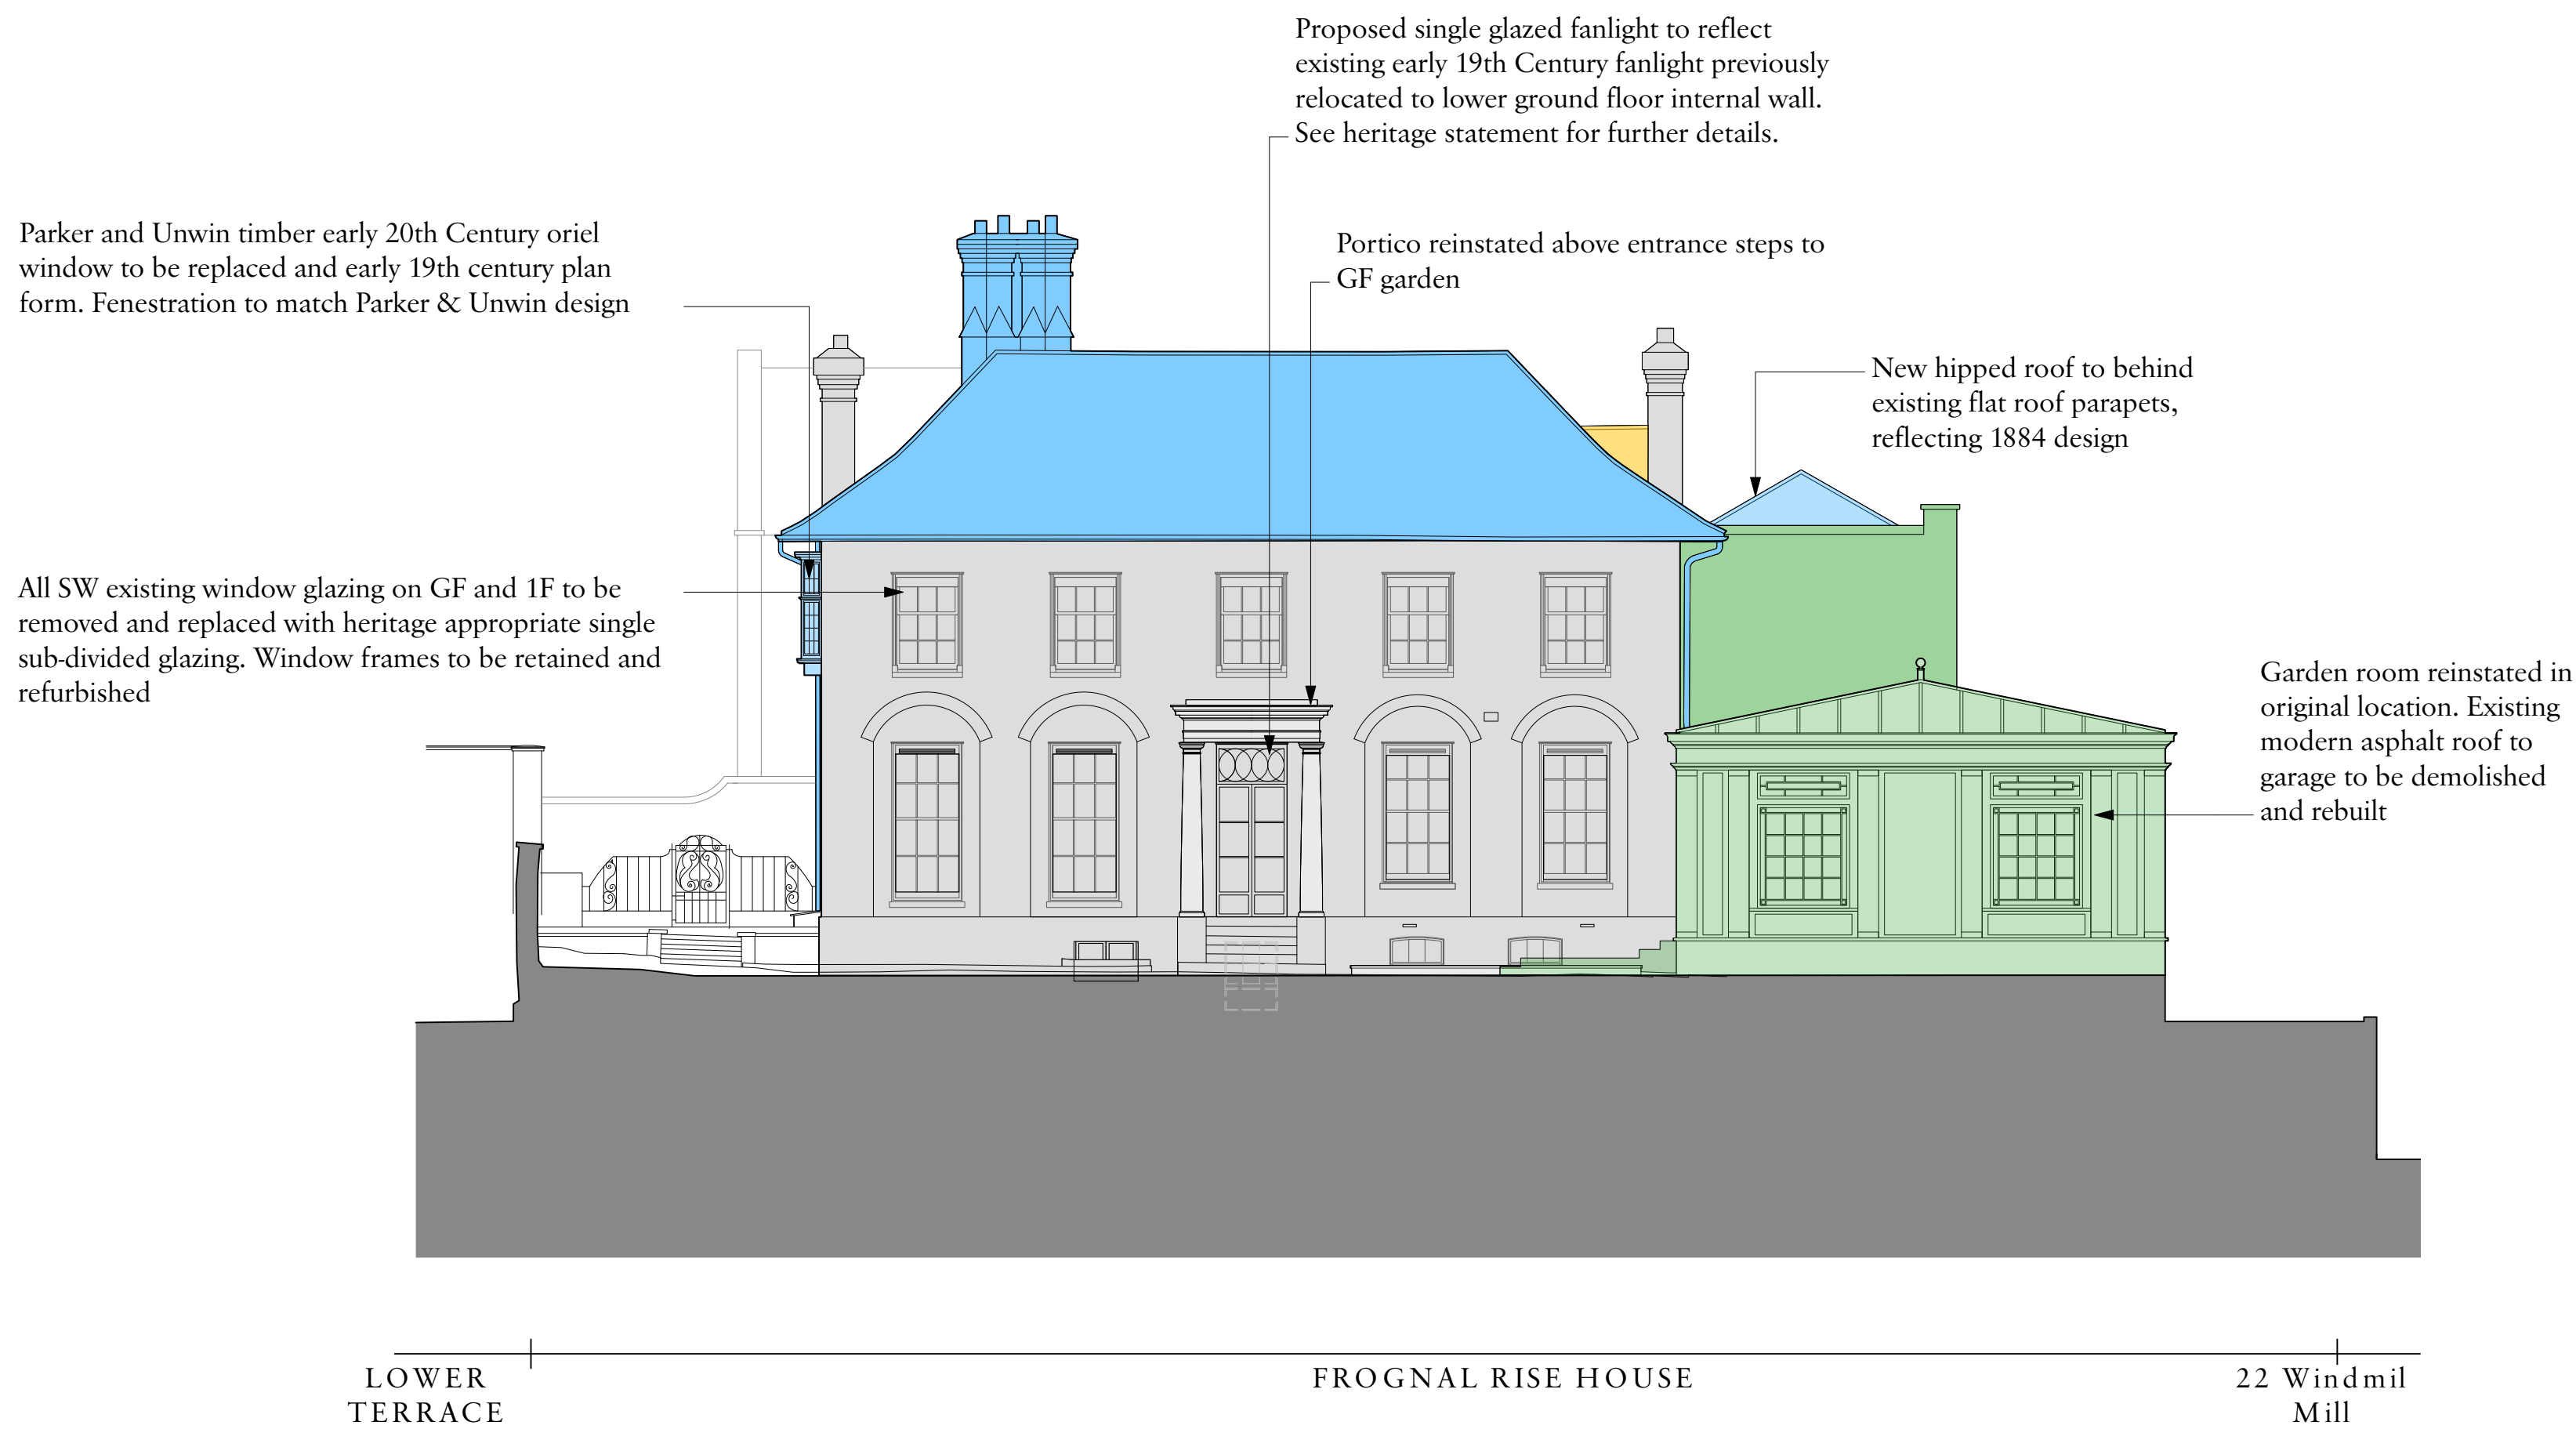 Proposed single glazed fanlight to reflect
existing early 19th Century fanlight previously
relocated to lower ground floor internal wall.
See heritage statement for further details.
Parker and Unwin timber early 20th Century oriel
window to be replaced and early 19th century plan
form. Fenestration to match Parker & Unwin design
Portico reinstated above entrance steps to
GF garden
New hipped roof to behind
existing flat roof parapets,
reflecting 1884 design
All SW existing window glazing on GF and 1F to be
removed and replaced with heritage appropriate single
sub-divided glazing. Window frames to be retained and
refurbished
Garden room reinstated in
original location. Existing
modern asphalt roof to
garage to be demolished
and rebuilt
LOWER
TERRACE
FROGNAL RISE HOUSE
22 Windmil
Mill